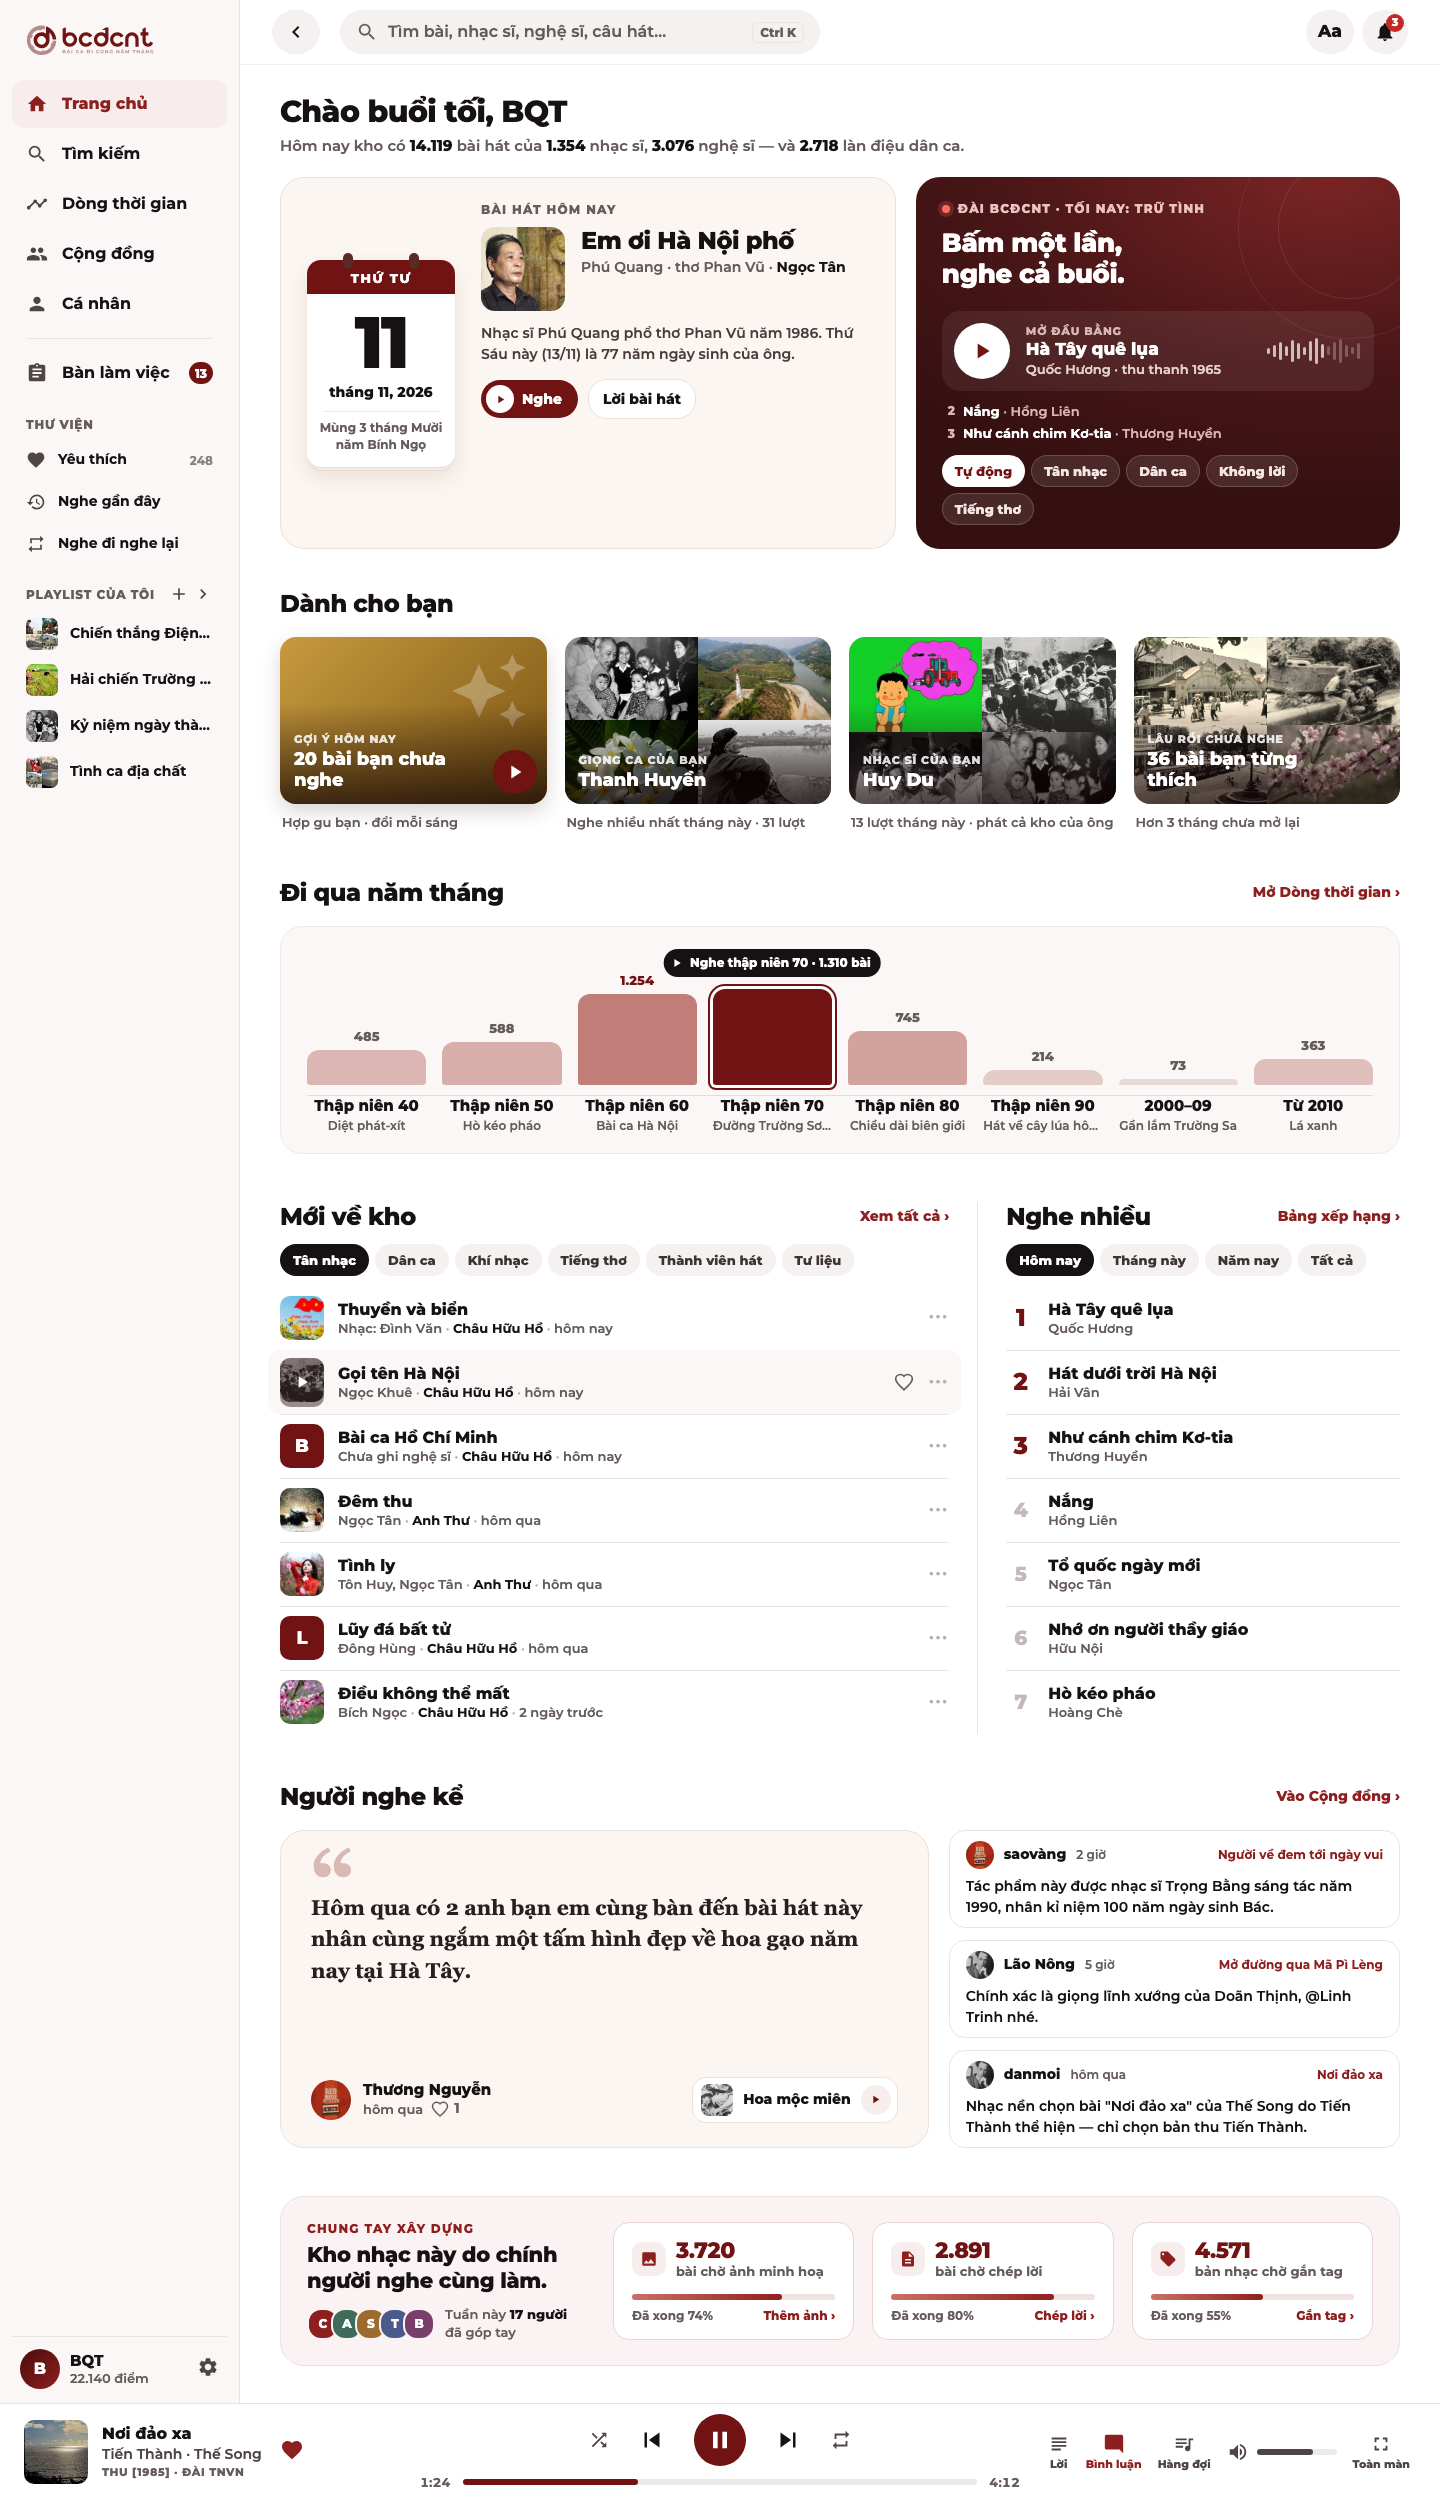 bcdcnt
BÀI CA ĐI CÙNG NĂM THÁNG
Trang chủ
Tìm kiếm
Dòng thời gian
Cộng đồng
Cá nhân
Bàn làm việc 13
THƯ VIỆN
Yêu thích 248
Nghe gần đây
Nghe đi nghe lại
PLAYLIST CỦA TÔI
Chiến thắng Điện...
Hải chiến Trường ...
Kỷ niệm ngày thà...
Tình ca địa chất
B
BQT
22.140 điểm
Tìm bài, nhạc sĩ, nghệ sĩ, câu hát...
Ctrl K
Aa
3
Chào buổi tối, BQT
Hôm nay kho có 14.119 bài hát của 1.354 nhạc sĩ, 3.076 nghệ sĩ — và 2.718 làn điệu dân ca.
THỨ TƯ
11
tháng 11, 2026
Mùng 3 tháng Mười
năm Bính Ngọ
BÀI HÁT HÔM NAY
Em ơi Hà Nội phố
Phú Quang · thơ Phan Vũ · Ngọc Tân
Nhạc sĩ Phú Quang phổ thơ Phan Vũ năm 1986. Thứ
Sáu này (13/11) là 77 năm ngày sinh của ông.
Nghe
Lời bài hát
ĐÀI BCĐCNT · TỐI NAY: TRỮ TÌNH
Bấm một lần,
nghe cả buổi.
MỞ ĐẦU BẰNG
Hà Tây quê lụa
Quốc Hương · thu thanh 1965
2 Nắng · Hồng Liên
3 Như cánh chim Kơ-tia · Thương Huyền
Tự động
Tân nhạc
Dân ca
Không lời
Tiếng thơ
Dành cho bạn
GỢI Ý HÔM NAY
20 bài bạn chưa
nghe
Hợp gu bạn · đổi mỗi sáng
GIỌNG CA CỦA BẠN
Thanh Huyền
Nghe nhiều nhất tháng này · 31 lượt
NHẠC SĨ CỦA BẠN
Huy Du
13 lượt tháng này · phát cả kho của ông
CHỢ ĐỒNG XUÂN
LÂU RỒI CHƯA NGHE
36 bài bạn từng
thích
Hơn 3 tháng chưa mở lại
Đi qua năm tháng
Mở Dòng thời gian ›
Nghe thập niên 70 · 1.310 bài
485
588
1.254
745
214
73
363
Thập niên 40
Thập niên 50
Thập niên 60
Thập niên 70
Thập niên 80
Thập niên 90
2000–09
Từ 2010
Diệt phát-xít
Hò kéo pháo
Bài ca Hà Nội
Đường Trường Sơ...
Chiều dài biên giới
Hát về cây lúa hô...
Gần lắm Trường Sa
Lá xanh
Mới về kho
Xem tất cả ›
Tân nhạc
Dân ca
Khí nhạc
Tiếng thơ
Thành viên hát
Tư liệu
Thuyền và biển
Nhạc: Đình Văn · Châu Hữu Hồ · hôm nay
Gọi tên Hà Nội
Ngọc Khuê · Châu Hữu Hồ · hôm nay
B
Bài ca Hồ Chí Minh
Chưa ghi nghệ sĩ · Châu Hữu Hồ · hôm nay
Đêm thu
Ngọc Tân · Anh Thư · hôm qua
Tình ly
Tôn Huy, Ngọc Tân · Anh Thư · hôm qua
L
Lũy đá bất tử
Đông Hùng · Châu Hữu Hồ · hôm qua
Điều không thể mất
Bích Ngọc · Châu Hữu Hồ · 2 ngày trước
Nghe nhiều
Bảng xếp hạng ›
Hôm nay
Tháng này
Năm nay
Tất cả
1
Hà Tây quê lụa
Quốc Hương
2
Hát dưới trời Hà Nội
Hải Vân
3
Như cánh chim Kơ-tia
Thương Huyền
4
Nắng
Hồng Liên
5
Tổ quốc ngày mới
Ngọc Tân
6
Nhớ ơn người thầy giáo
Hữu Nội
7
Hò kéo pháo
Hoàng Chè
Người nghe kể
Vào Cộng đồng ›
“
Hôm qua có 2 anh bạn em cùng bàn đến bài hát này
nhân cùng ngắm một tấm hình đẹp về hoa gạo năm
nay tại Hà Tây.
Thương Nguyễn
hôm qua 1
Hoa mộc miên
saovàng 2 giờ
Người về đem tới ngày vui
Tác phẩm này được nhạc sĩ Trọng Bằng sáng tác năm
1990, nhân kỉ niệm 100 năm ngày sinh Bác.
Lão Nông 5 giờ
Mở đường qua Mã Pì Lèng
Chính xác là giọng lĩnh xướng của Doãn Thịnh, @Linh
Trinh nhé.
danmoi hôm qua
Nơi đảo xa
Nhạc nền chọn bài "Nơi đảo xa" của Thế Song do Tiến
Thành thể hiện — chỉ chọn bản thu Tiến Thành.
CHUNG TAY XÂY DỰNG
Kho nhạc này do chính
người nghe cùng làm.
C A S T B
Tuần này 17 người
đã góp tay
3.720
bài chờ ảnh minh hoạ
Đã xong 74%
Thêm ảnh ›
2.891
bài chờ chép lời
Đã xong 80%
Chép lời ›
4.571
bản nhạc chờ gắn tag
Đã xong 55%
Gắn tag ›
Nơi đảo xa
Tiến Thành · Thế Song
THU [1985] · ĐÀI TNVN
1:24
4:12
Lời
Bình luận
Hàng đợi
Toàn màn